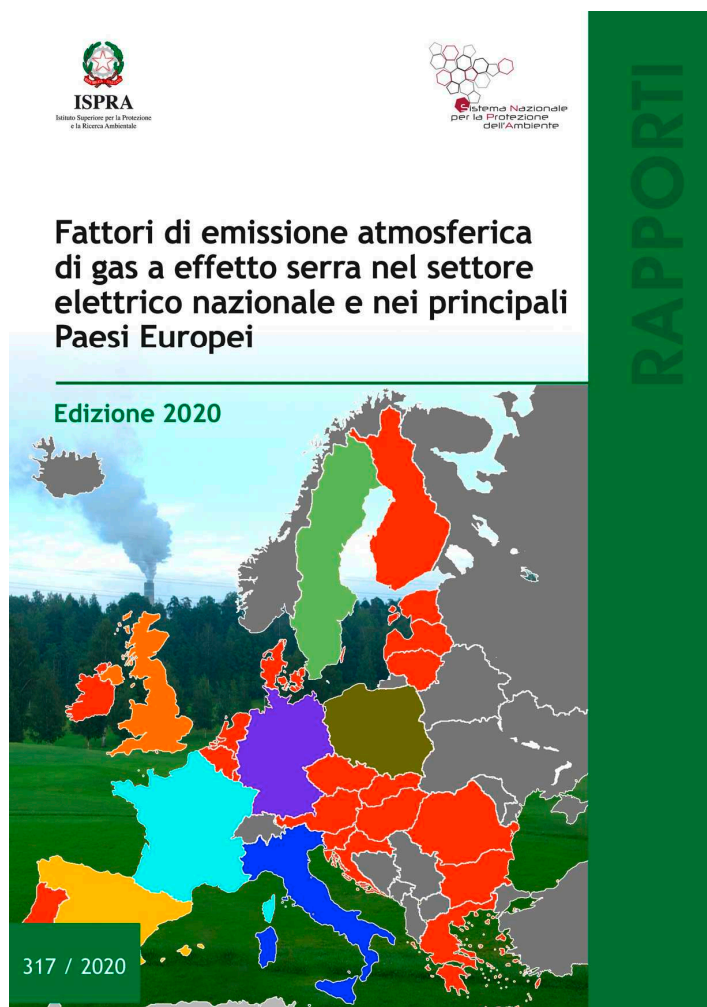 ISPRA
Istituto Superiore per la Protezione
e la Ricerca Ambientale
Sistema Nazionale
per la Protezione
dell'Ambiente
RAPPORTI
Fattori di emissione atmosferica
di gas a effetto serra nel settore
elettrico nazionale e nei principali
Paesi Europei
Edizione 2020
317 / 2020